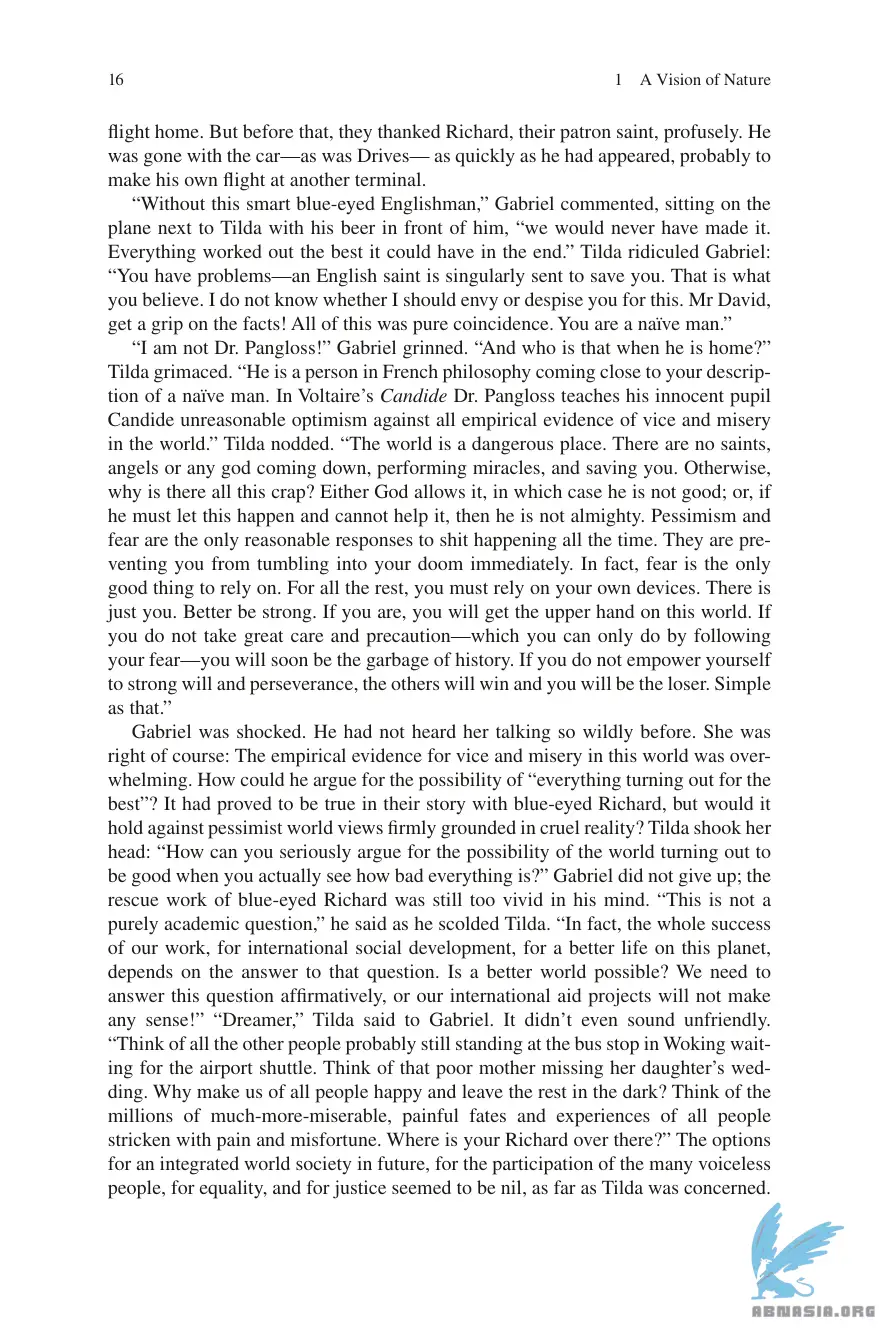 16 1 A Vision of Nature
flight home. But before that, they thanked Richard, their patron saint, profusely. He
was gone with the car—as was Drives— as quickly as he had appeared, probably to
make his own flight at another terminal.
“Without this smart blue-eyed Englishman,” Gabriel commented, sitting on the
plane next to Tilda with his beer in front of him, “we would never have made it.
Everything worked out the best it could have in the end.” Tilda ridiculed Gabriel:
“You have problems—an English saint is singularly sent to save you. That is what
you believe. I do not know whether I should envy or despise you for this. Mr David,
get a grip on the facts! All of this was pure coincidence. You are a naïve man.”
“I am not Dr. Pangloss!” Gabriel grinned. “And who is that when he is home?”
Tilda grimaced. “He is a person in French philosophy coming close to your descrip-
tion of a naïve man. In Voltaire’s Candide Dr. Pangloss teaches his innocent pupil
Candide unreasonable optimism against all empirical evidence of vice and misery
in the world.” Tilda nodded. “The world is a dangerous place. There are no saints,
angels or any god coming down, performing miracles, and saving you. Otherwise,
why is there all this crap? Either God allows it, in which case he is not good; or, if
he must let this happen and cannot help it, then he is not almighty. Pessimism and
fear are the only reasonable responses to shit happening all the time. They are pre-
venting you from tumbling into your doom immediately. In fact, fear is the only
good thing to rely on. For all the rest, you must rely on your own devices. There is
just you. Better be strong. If you are, you will get the upper hand on this world. If
you do not take great care and precaution—which you can only do by following
your fear—you will soon be the garbage of history. If you do not empower yourself
to strong will and perseverance, the others will win and you will be the loser. Simple
as that.”
Gabriel was shocked. He had not heard her talking so wildly before. She was
right of course: The empirical evidence for vice and misery in this world was over-
whelming. How could he argue for the possibility of “everything turning out for the
best”? It had proved to be true in their story with blue-eyed Richard, but would it
hold against pessimist world views firmly grounded in cruel reality? Tilda shook her
head: “How can you seriously argue for the possibility of the world turning out to
be good when you actually see how bad everything is?” Gabriel did not give up; the
rescue work of blue-eyed Richard was still too vivid in his mind. “This is not a
purely academic question,” he said as he scolded Tilda. “In fact, the whole success
of our work, for international social development, for a better life on this planet,
depends on the answer to that question. Is a better world possible? We need to
answer this question affirmatively, or our international aid projects will not make
any sense!” “Dreamer,” Tilda said to Gabriel. It didn’t even sound unfriendly.
“Think of all the other people probably still standing at the bus stop in Woking wait-
ing for the airport shuttle. Think of that poor mother missing her daughter’s wed-
ding. Why make us of all people happy and leave the rest in the dark? Think of the
millions of much-more-miserable, painful fates and experiences of all people
stricken with pain and misfortune. Where is your Richard over there?” The options
for an integrated world society in future, for the participation of the many voiceless
people, for equality, and for justice seemed to be nil, as far as Tilda was concerned.
ABNASIA.ORG